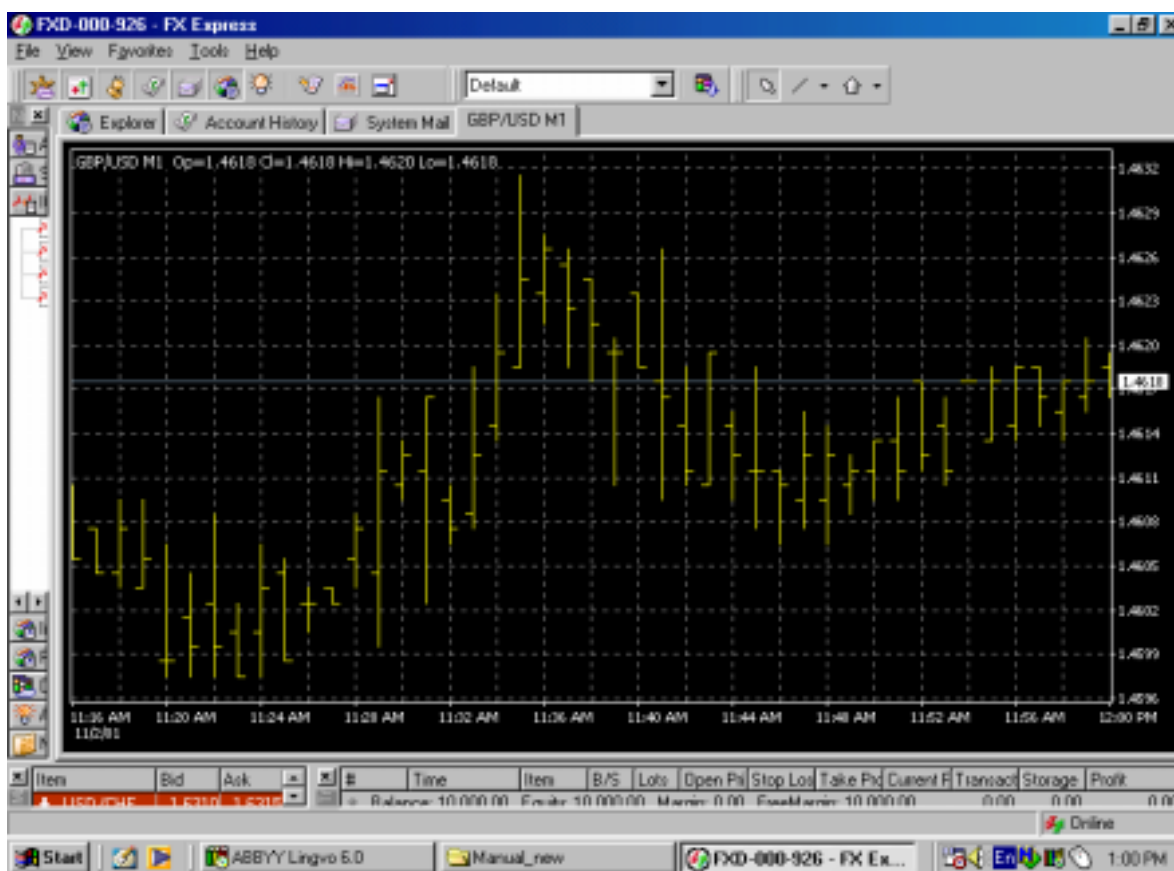 FXD-000-926 - FX Express
File View Favorites Tools Help
Default
Explorer Account History System Mail GBP/USD M1
GBP/USD M1 Op=1.4618 Cl=1.4618 Hi=1.4620 Lo=1.4618
1.4632
1.4629
1.4626
1.4623
1.4620
1.4618
1.4614
1.4611
1.4608
1.4605
1.4602
1.4599
1.4596
11:16 AM 11:20 AM 11:24 AM 11:28 AM 11:32 AM 11:36 AM 11:40 AM 11:44 AM 11:48 AM 11:52 AM 11:56 AM 12:00 PM
Item Bid Ask # Time Item B/S Lots Open Pri Stop Los Take Pro Current P Transact Storage Profit
USD/CHF Balance: 10 000.00 Equity: 10 000.00 Margin: 0.00 FreeMargin: 10 000.00 0.00 0.00 0.00
Online
Start ABBYY Lingvo 6.0 Manual_new FXD-000-926 - FX Ex... En 1:00 PM